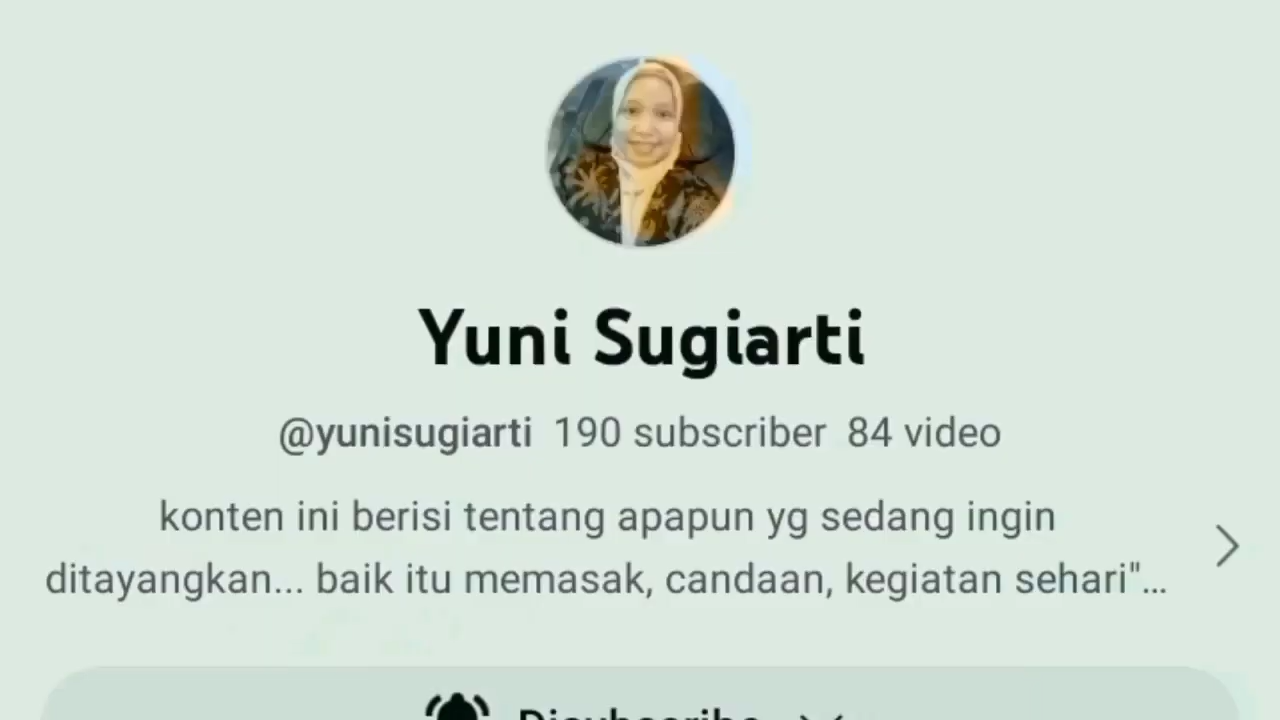 Yuni Sugiarti
@yunisugiarti 190 subscriber 84 video
konten ini berisi tentang apapun yg sedang ingin
ditayangkan... baik itu memasak, candaan, kegiatan sehari"...
Disubscribe